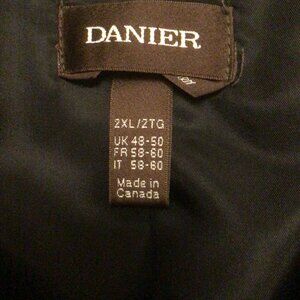 DANIER
2XL/2TG
UK 48-50
FR 58-60
IT 58-60
Made in
Canada